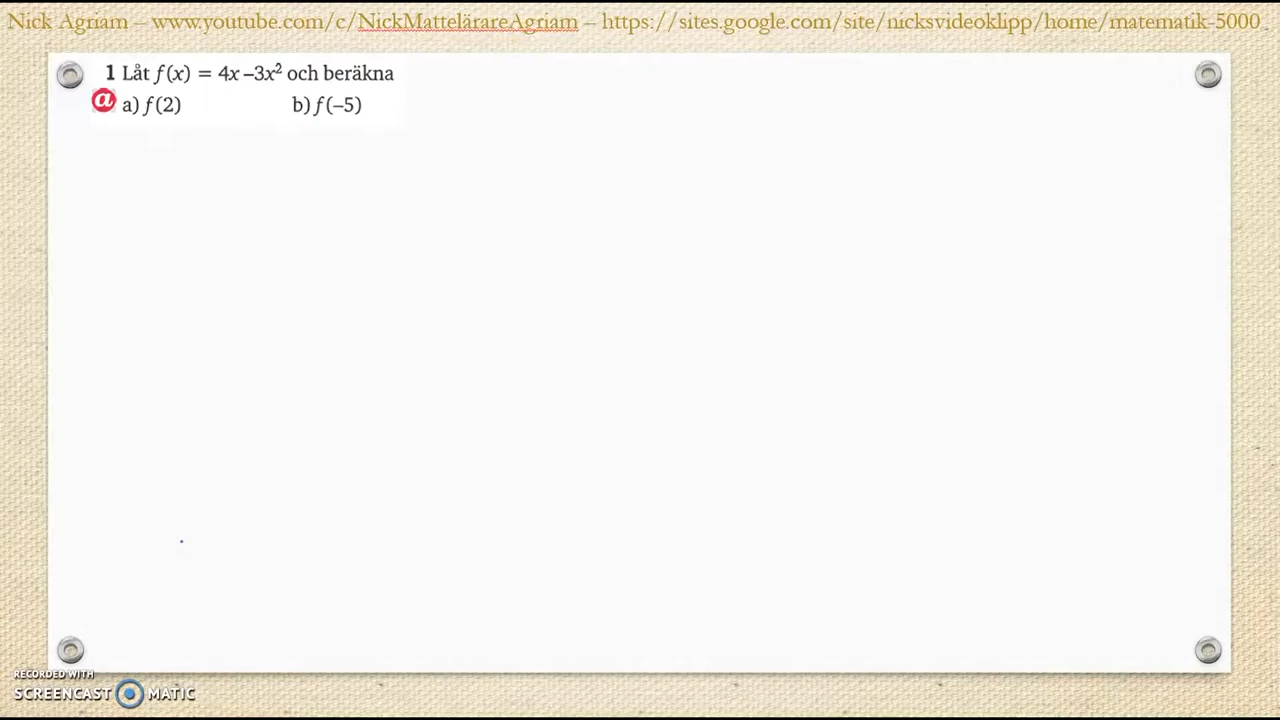 Nick Agriam – www.youtube.com/c/NickMattelärareAgriam – https://sites.google.com/site/nicksvideoklipp/home/matematik-5000
1 Låt f(x) = 4x –3x² och beräkna
a a) f(2) b) f(–5)
RECORDED WITH
SCREENCAST MATIC